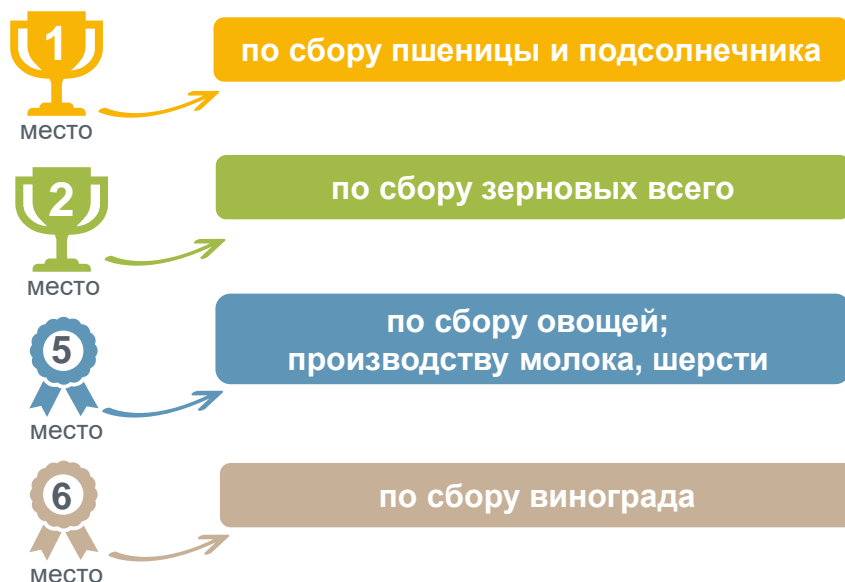 1
место
по сбору пшеницы и подсолнечника
2
место
по сбору зерновых всего
5
место
по сбору овощей;
производству молока, шерсти
6
место
по сбору винограда